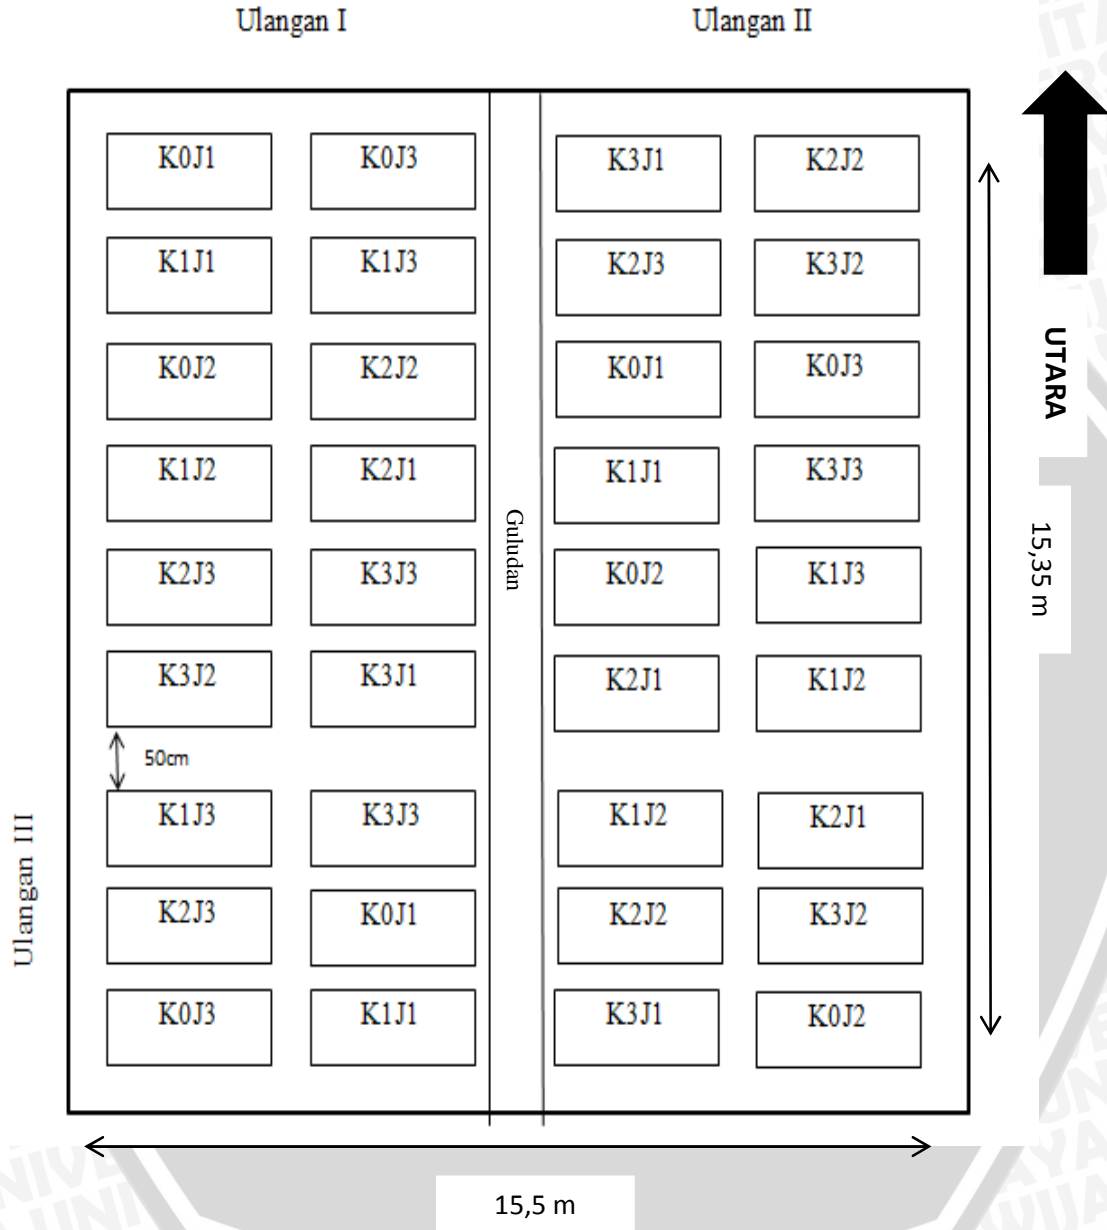 Ulangan I Ulangan II
K0J1 K0J3 K3J1 K2J2
K1J1 K1J3 K2J3 K3J2
K0J2 K2J2 K0J1 K0J3
UTARA
K1J2 K2J1 K1J1 K3J3
Guludan
15,35 m
K2J3 K3J3 K0J2 K1J3
K3J2 K3J1 K2J1 K1J2
50cm
Ulangan III
K1J3 K3J3 K1J2 K2J1
K2J3 K0J1 K2J2 K3J2
K0J3 K1J1 K3J1 K0J2
15,5 m